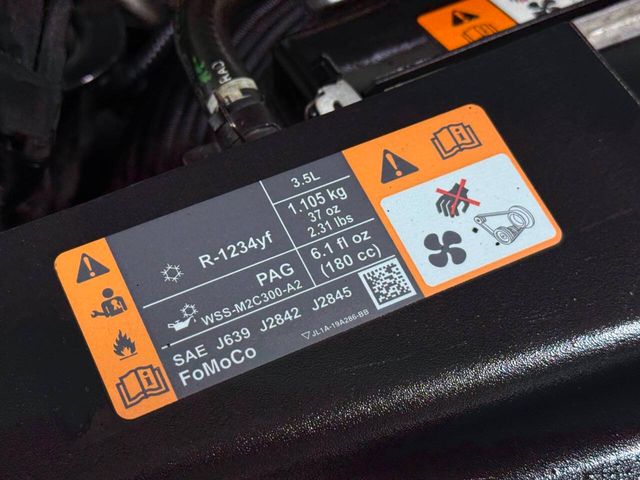 3.5L
R-1234yf
1.105 kg
37 oz
2.31 lbs
PAG
WSS-M2C300-A2
6.1 fl oz
(180 cc)
SAE J639 J2842 J2845
FoMoCo
JL1A-19A286-BB
RAD